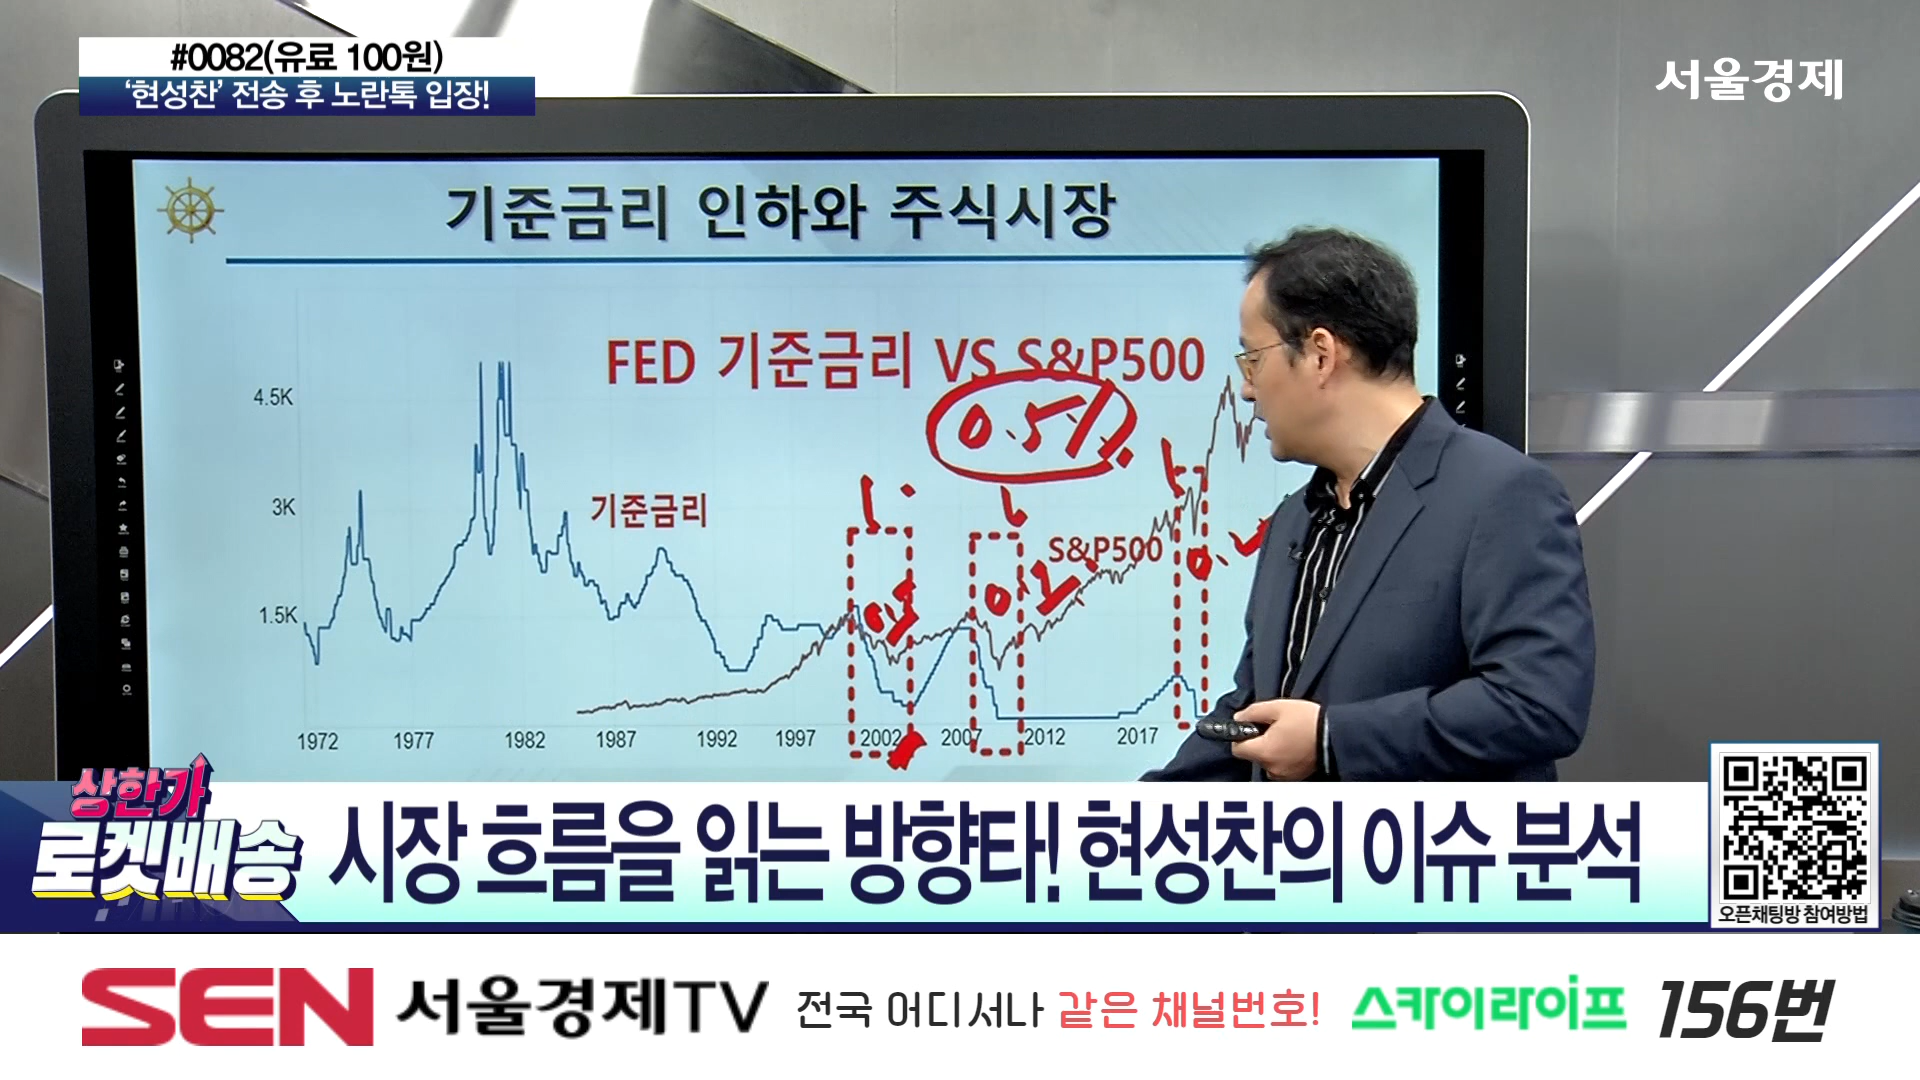 #0082(유료 100원)
‘현성찬’ 전송 후 노란톡 입장!
서울경제
기준금리 인하와 주식시장
FED 기준금리 VS S&P500
0.5%
4.5K
3K
1.5K
기준금리
S&P500
0.5
0.2
1972 1977 1982 1987 1992 1997 2002 2007 2012 2017
상한가
로켓배송
시장 흐름을 읽는 방향타! 현성찬의 이슈 분석
오픈채팅방 참여방법
SEN 서울경제TV 전국 어디서나 같은 채널번호! 스카이라이프 156번